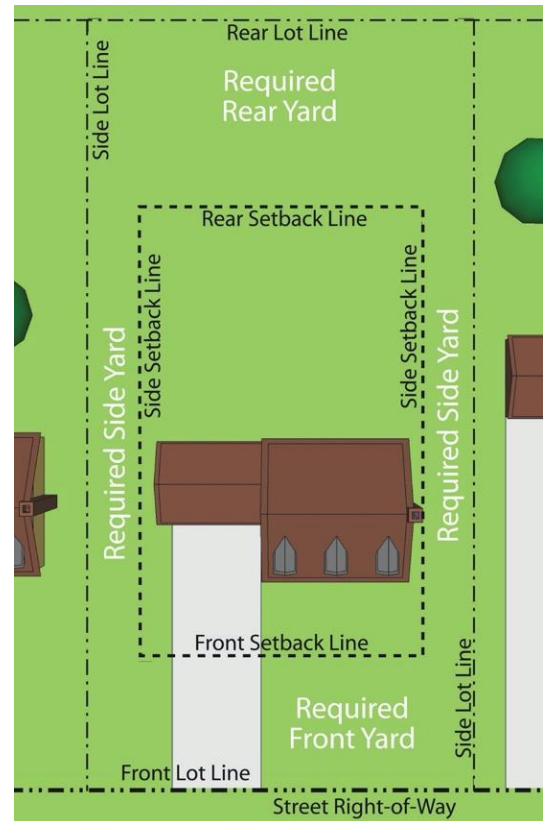 Rear Lot Line
Side Lot Line
Required
Rear Yard
Rear Setback Line
Side Setback Line
Side Setback Line
Required Side Yard
Required Side Yard
Front Setback Line
Required
Front Yard
Side Lot Line
Front Lot Line
Street Right-of-Way